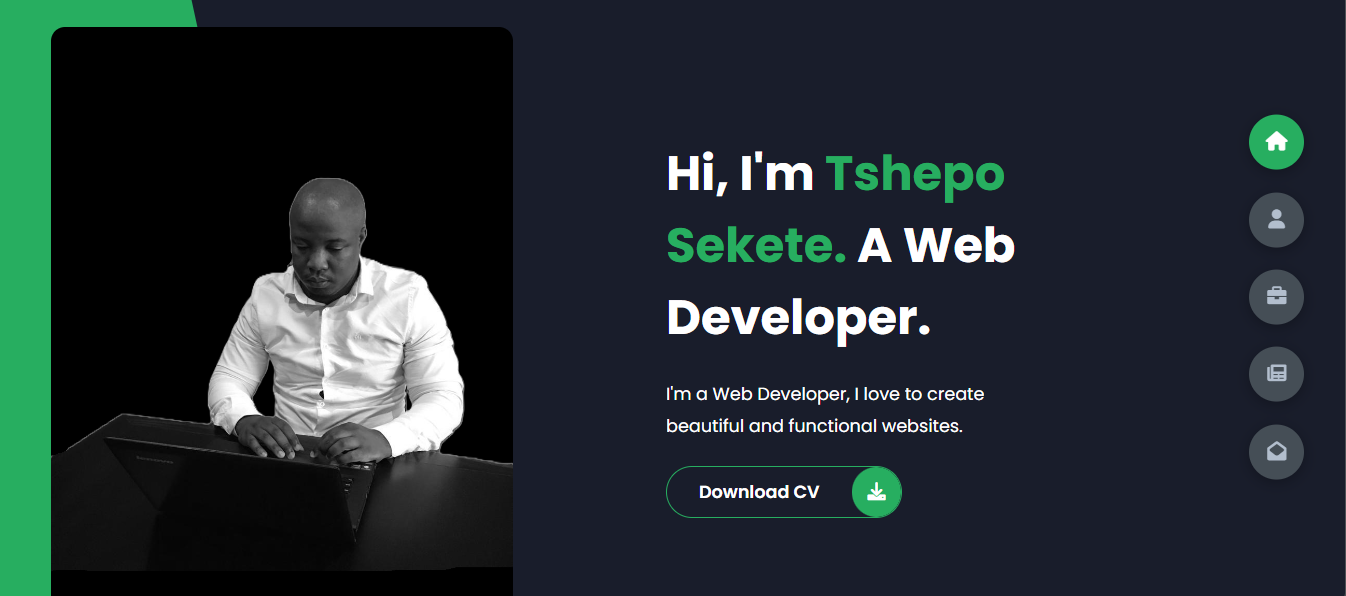 Hi, I'm Tshepo
Sekete. A Web
Developer.
I'm a Web Developer, I love to create
beautiful and functional websites.
Download CV